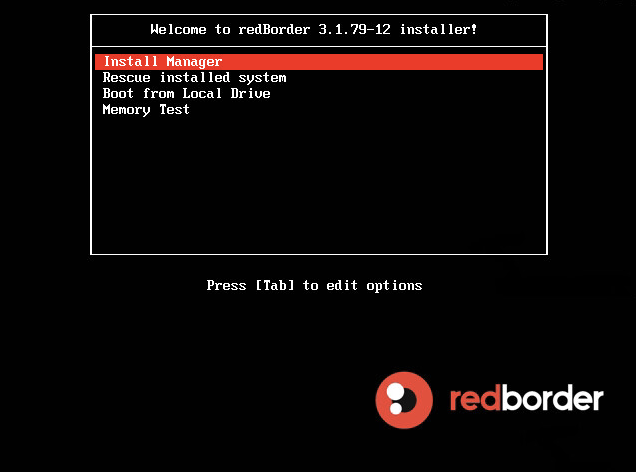 Welcome to redBorder 3.1.79-12 installer!
Install Manager
Rescue installed system
Boot from Local Drive
Memory Test
Press [Tab] to edit options
redborder